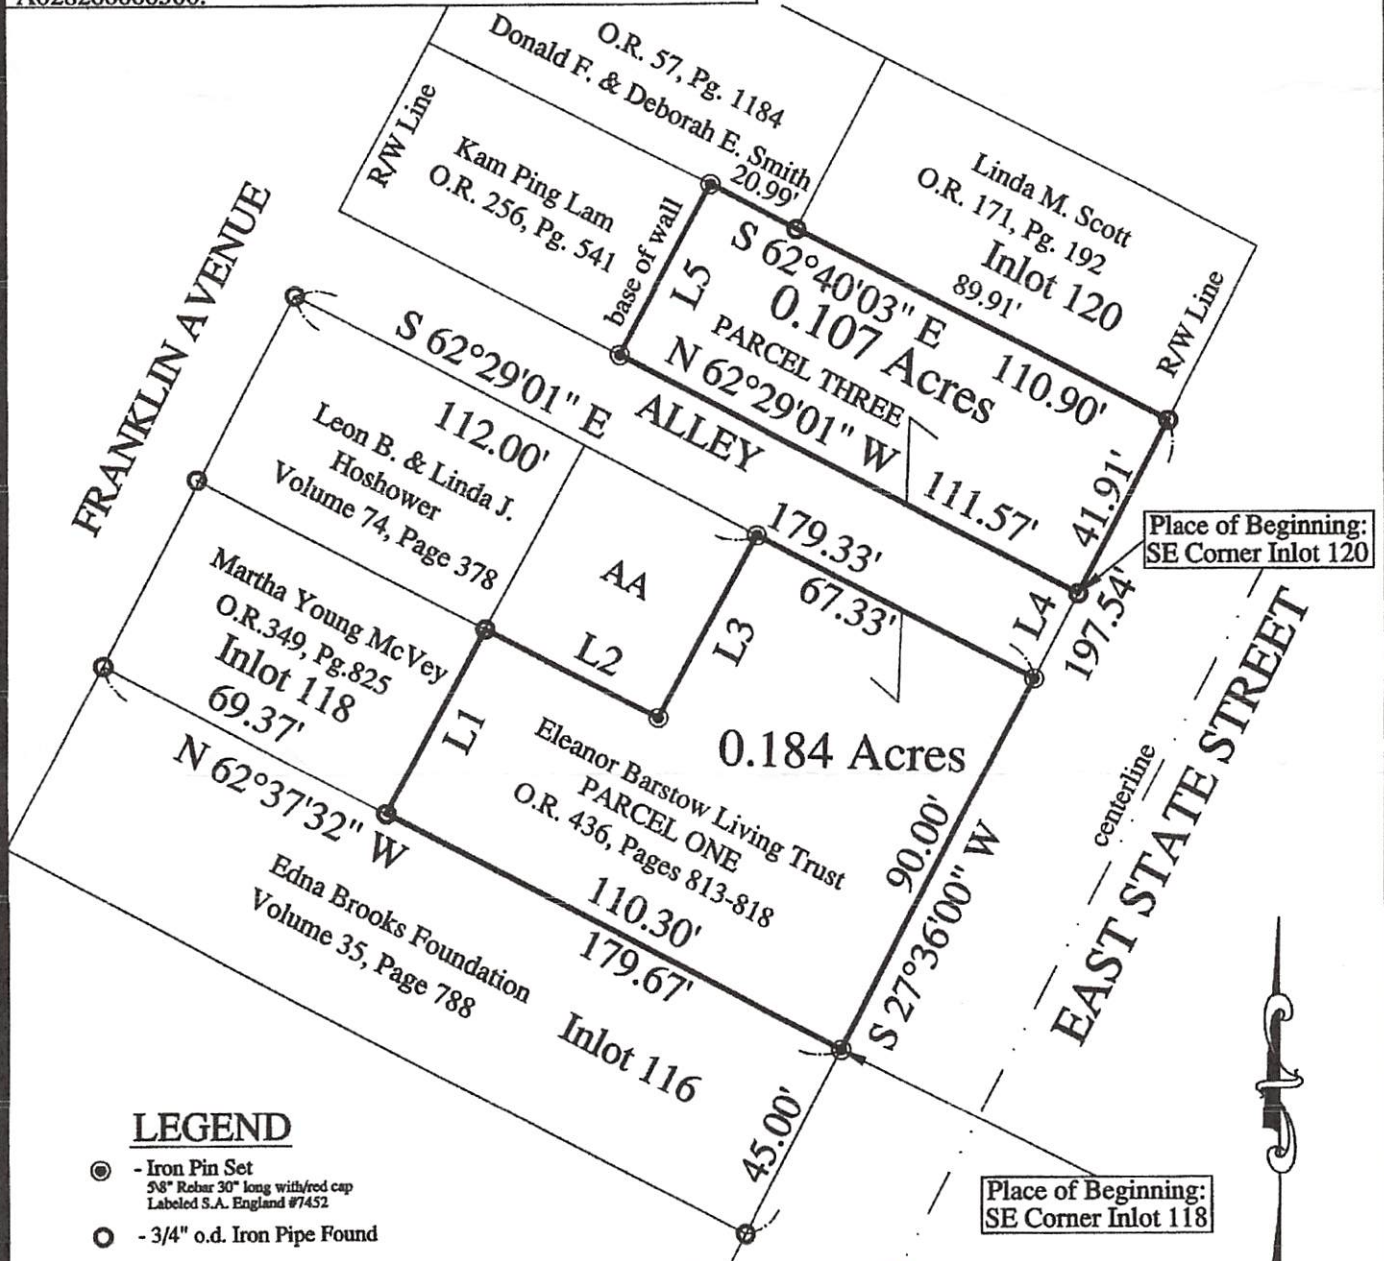 O.R. 57, Pg. 1184
Donald F. & Deborah E. Smith
R/W Line
Kam Ping Lam
O.R. 256, Pg. 541
20.99'
Linda M. Scott
O.R. 171, Pg. 192
Inlot 120
89.91'
R/W Line
base of wall
L5
S 62°40'03" E
110.90'
0.107 Acres
PARCEL THREE
N 62°29'01" W
111.57'
41.91'
FRANKLIN AVENUE
S 62°29'01" E
179.33'
ALLEY
112.00'
Leon B. & Linda J.
Hoshower
Volume 74, Page 378
AA
67.33'
L4
197.54'
Place of Beginning:
SE Corner Inlot 120
L2
L3
Martha Young McVey
O.R.349, Pg.825
Inlot 118
69.37'
N 62°37'32" W
L1
0.184 Acres
Eleanor Barstow Living Trust
PARCEL ONE
O.R. 436, Pages 813-818
110.30'
179.67'
90.00'
S 27°36'00" W
centerline
EAST STATE STREET
Edna Brooks Foundation
Volume 35, Page 788
Inlot 116
45.00'
Place of Beginning:
SE Corner Inlot 118
LEGEND
- Iron Pin Set
5\8" Rebar 30" long with/red cap
Labeled S.A. England #7452
- 3/4" o.d. Iron Pipe Found